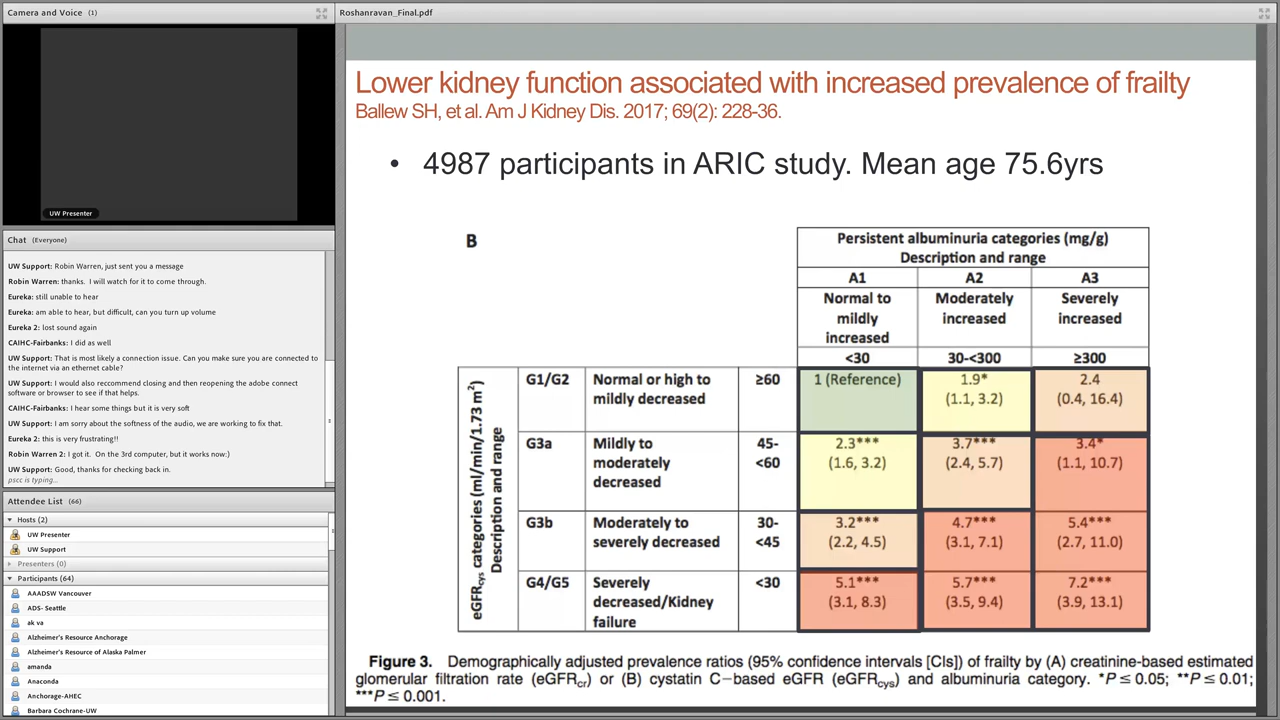 Camera and Voice (1)
UW Presenter
Chat (Everyone)
UW Support: Robin Warren, just sent you a message
Robin Warren: thanks. I will watch for it to come through.
Eureka: still unable to hear
Eureka: am able to hear, but difficult, can you turn up volume
Eureka 2: lost sound again
CAIHC-Fairbanks: I did as well
UW Support: That is most likely a connection issue. Can you make sure you are connected to
the internet via an ethernet cable?
UW Support: I would also reccommend closing and then reopening the adobe connect
software or browser to see if that helps.
CAIHC-Fairbanks: I hear some things but it is very soft
UW Support: I am sorry about the softness of the audio, we are working to fix that.
Eureka 2: this is very frustrating!!
Robin Warren 2: I got it. On the 3rd computer, but it works now:)
UW Support: Good, thanks for checking back in.
pscc is typing...
Attendee List (66)
Hosts (2)
UW Presenter
UW Support
Presenters (0)
Participants (64)
AAADSW Vancouver
ADS- Seattle
ak va
Alzheimer's Resource Anchorage
Alzheimer's Resource of Alaska Palmer
amanda
Anaconda
Anchorage-AHEC
Barbara Cochrane-UW
Roshanravan_Final.pdf
Lower kidney function associated with increased prevalence of frailty
Ballew SH, et al. Am J Kidney Dis. 2017; 69(2): 228-36.
• 4987 participants in ARIC study. Mean age 75.6yrs
B
Persistent albuminuria categories (mg/g)
Description and range
A1 A2 A3
Normal to mildly increased Moderately increased Severely increased
<30 30-<300 ≥300
eGFRcys categories (ml/min/1.73 m²)
Description and range
G1/G2 Normal or high to mildly decreased ≥60 1 (Reference) 1.9* (1.1, 3.2) 2.4 (0.4, 16.4)
G3a Mildly to moderately decreased 45-<60 2.3*** (1.6, 3.2) 3.7*** (2.4, 5.7) 3.4* (1.1, 10.7)
G3b Moderately to severely decreased 30-<45 3.2*** (2.2, 4.5) 4.7*** (3.1, 7.1) 5.4*** (2.7, 11.0)
G4/G5 Severely decreased/Kidney failure <30 5.1*** (3.1, 8.3) 5.7*** (3.5, 9.4) 7.2*** (3.9, 13.1)
Figure 3. Demographically adjusted prevalence ratios (95% confidence intervals [CIs]) of frailty by (A) creatinine-based estimated
glomerular filtration rate (eGFRcr) or (B) cystatin C−based eGFR (eGFRcys) and albuminuria category. *P ≤ 0.05; **P ≤ 0.01;
***P ≤ 0.001.